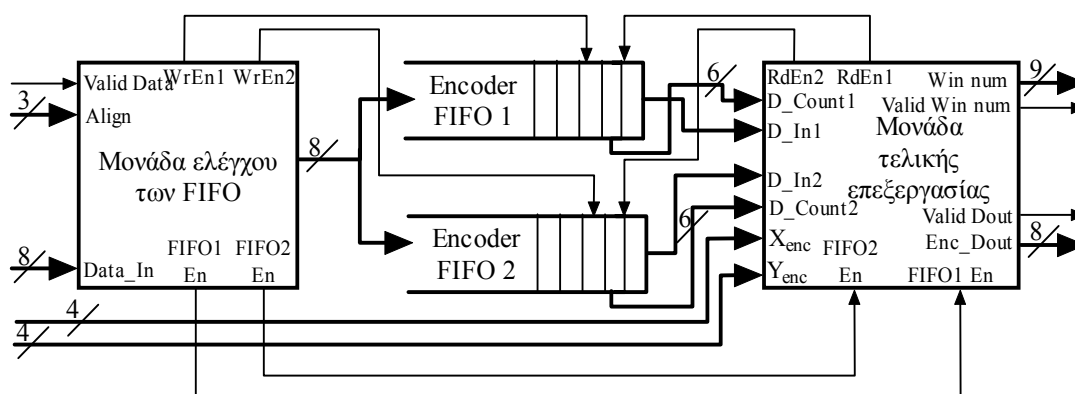 Valid Data
3
Align
WrEn1 WrEn2
Μονάδα ελέγχου
των FIFO
8
Data_In
FIFO1
En
FIFO2
En
8
4
4
Encoder
FIFO 1
6
Encoder
FIFO 2
6
RdEn2 RdEn1
D_Count1
D_In1
D_In2
D_Count2
Xenc
Yenc
Μονάδα
τελικής
επεξεργασίας
FIFO2
En
FIFO1 En
Win num
9
Valid Win num
Valid Dout
Enc_Dout
8